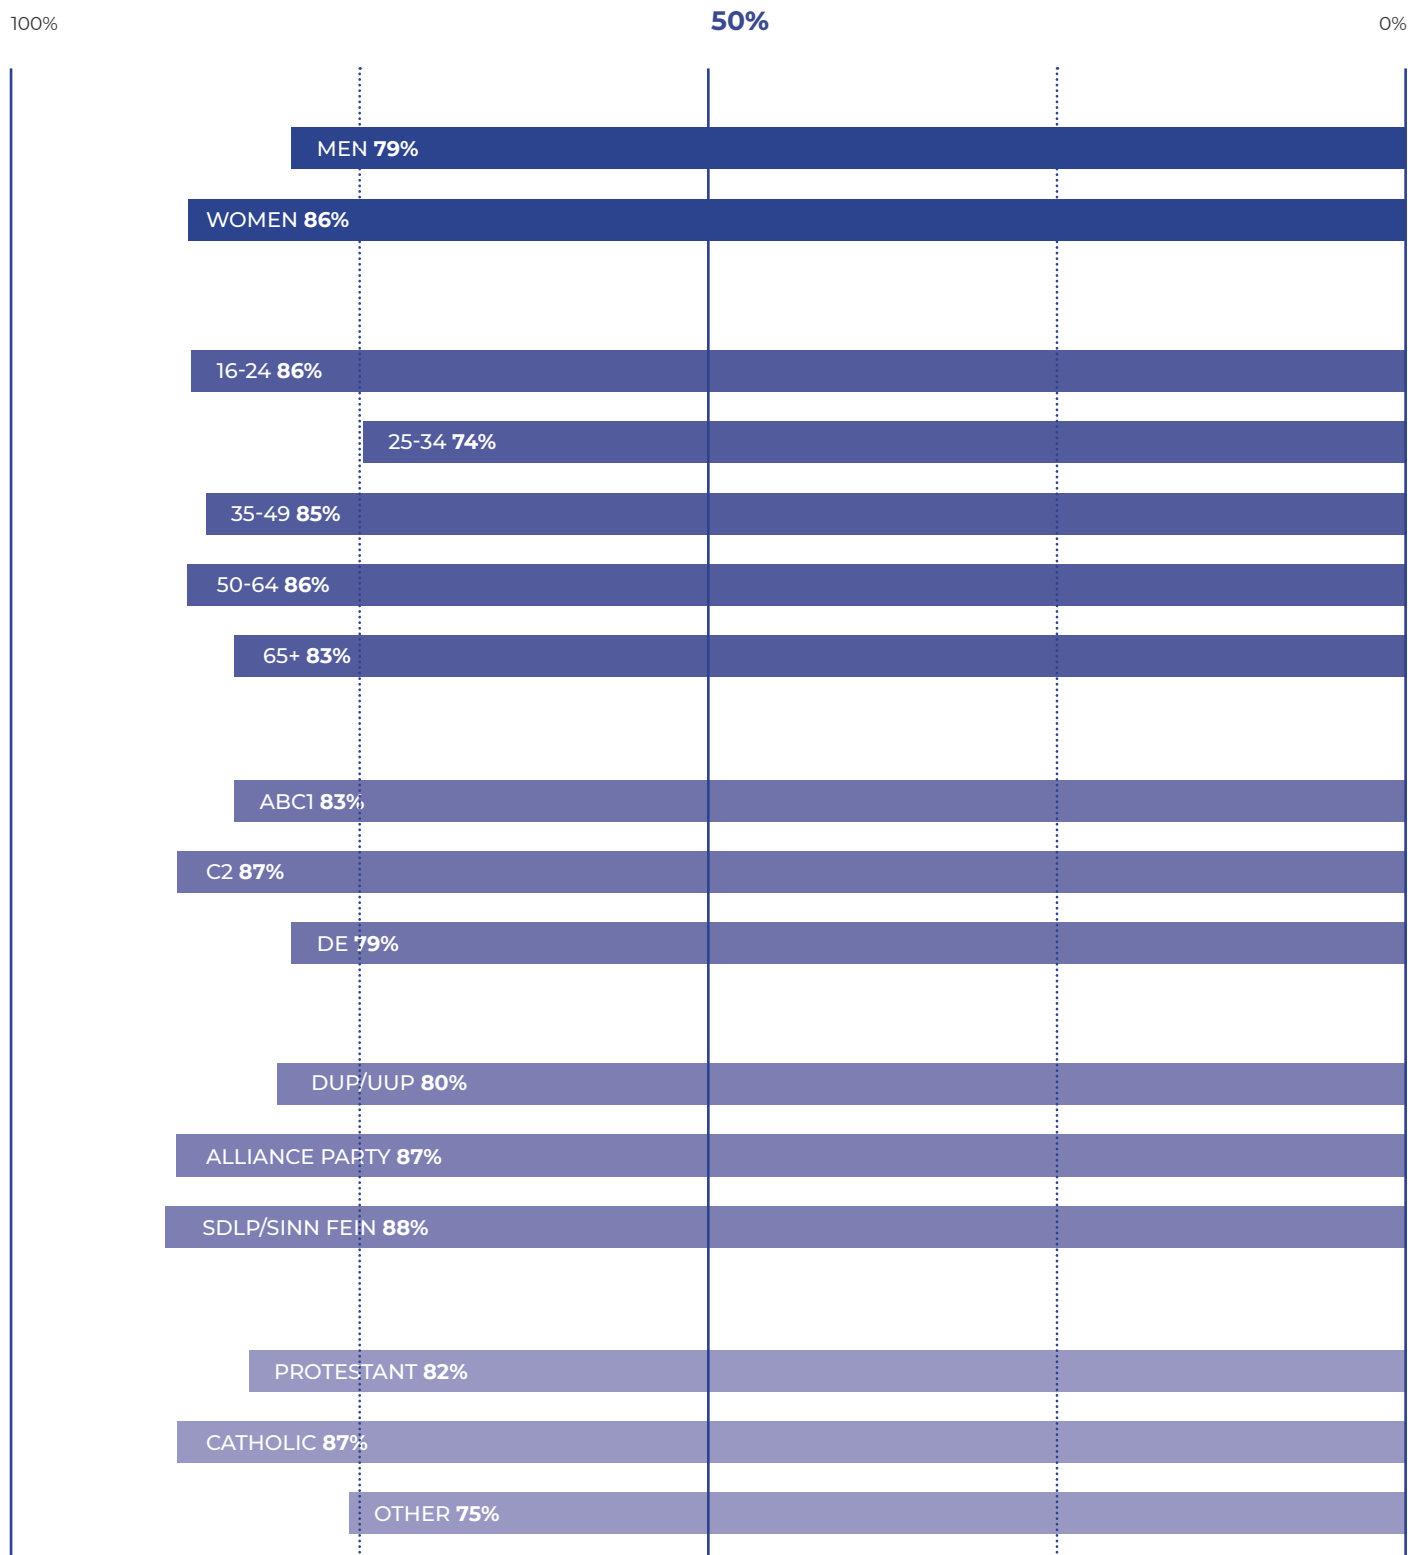 100% 50% 0%
MEN 79%
WOMEN 86%
16-24 86%
25-34 74%
35-49 85%
50-64 86%
65+ 83%
ABC1 83%
C2 87%
DE 79%
DUP/UUP 80%
ALLIANCE PARTY 87%
SDLP/SINN FEIN 88%
PROTESTANT 82%
CATHOLIC 87%
OTHER 75%